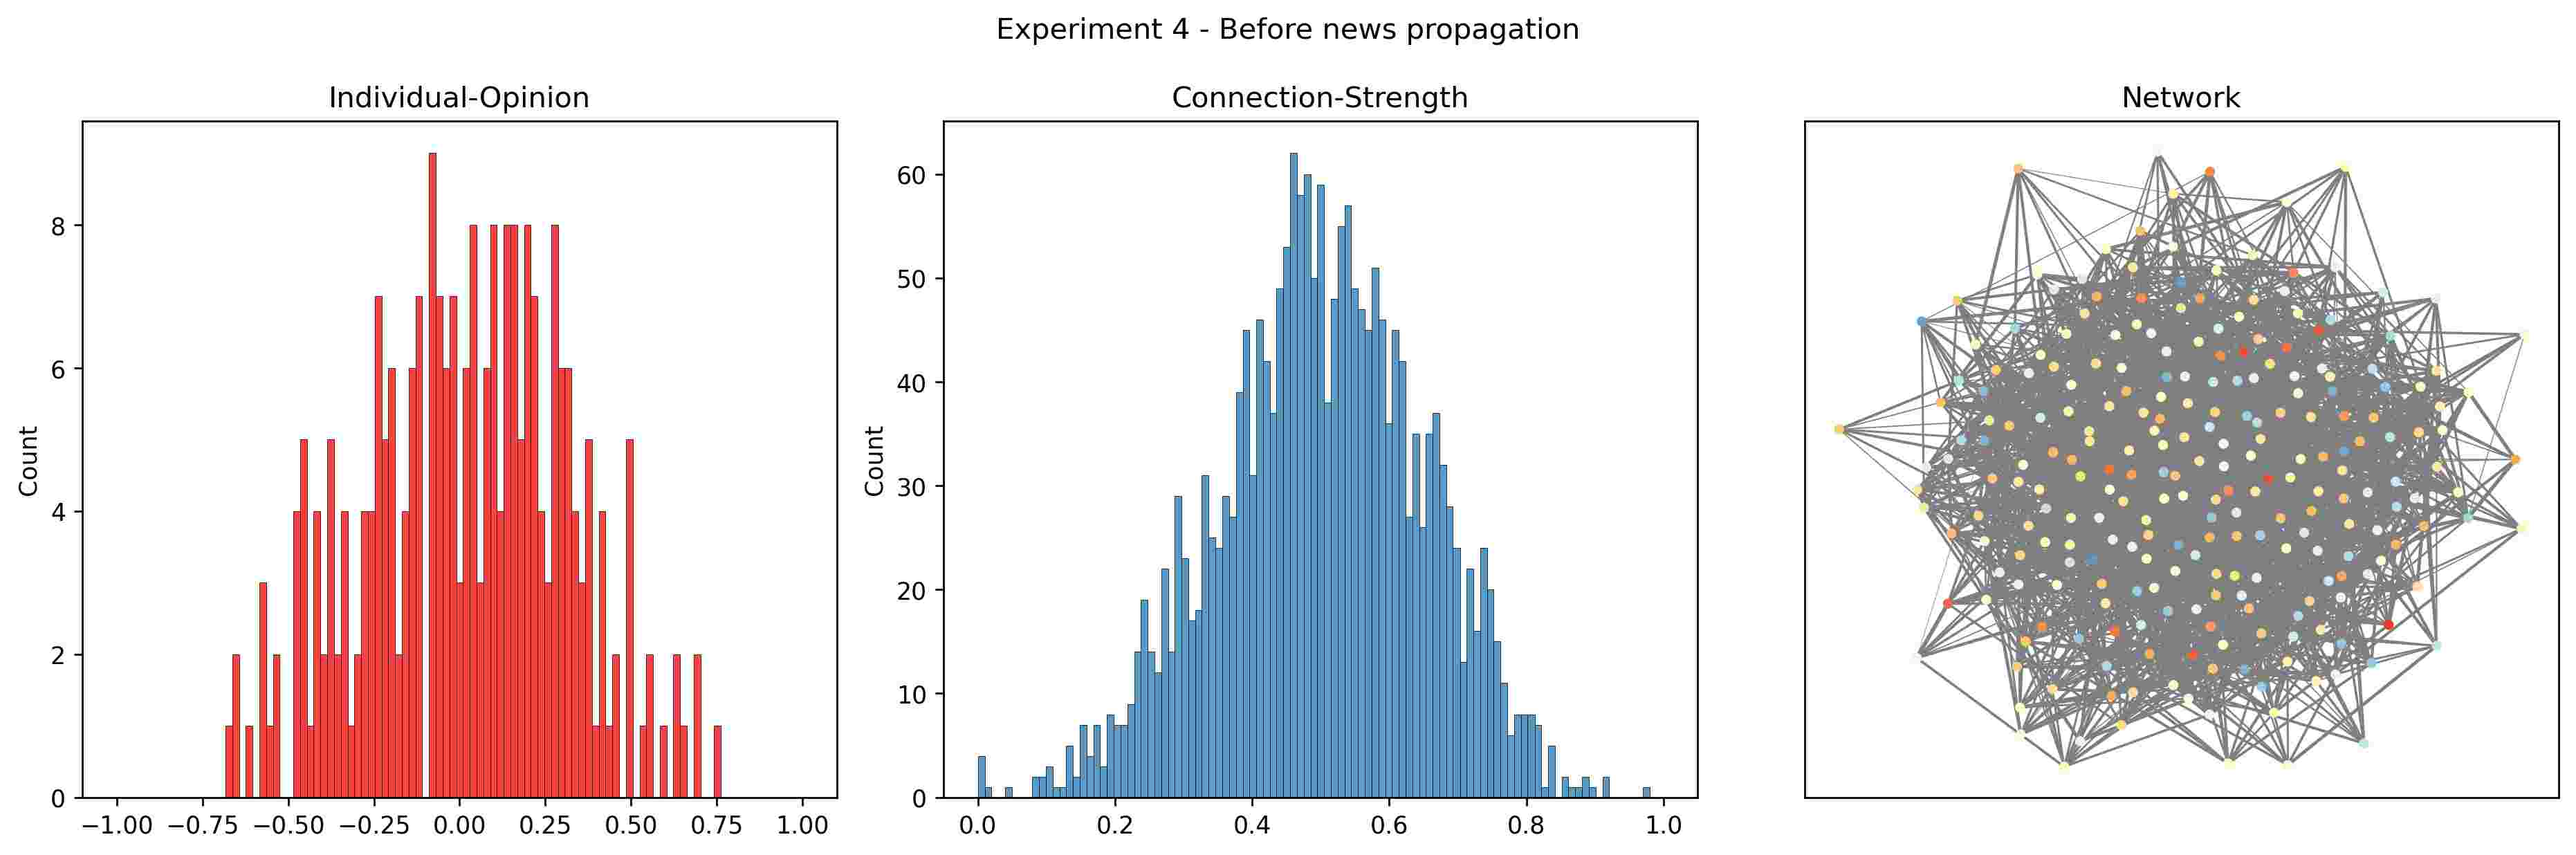 Experiment 4 - Before news propagation
Individual-Opinion
Count
8
6
4
2
0
−1.00 −0.75 −0.50 −0.25 0.00 0.25 0.50 0.75 1.00
Connection-Strength
Count
60
50
40
30
20
10
0
0.0 0.2 0.4 0.6 0.8 1.0
Network